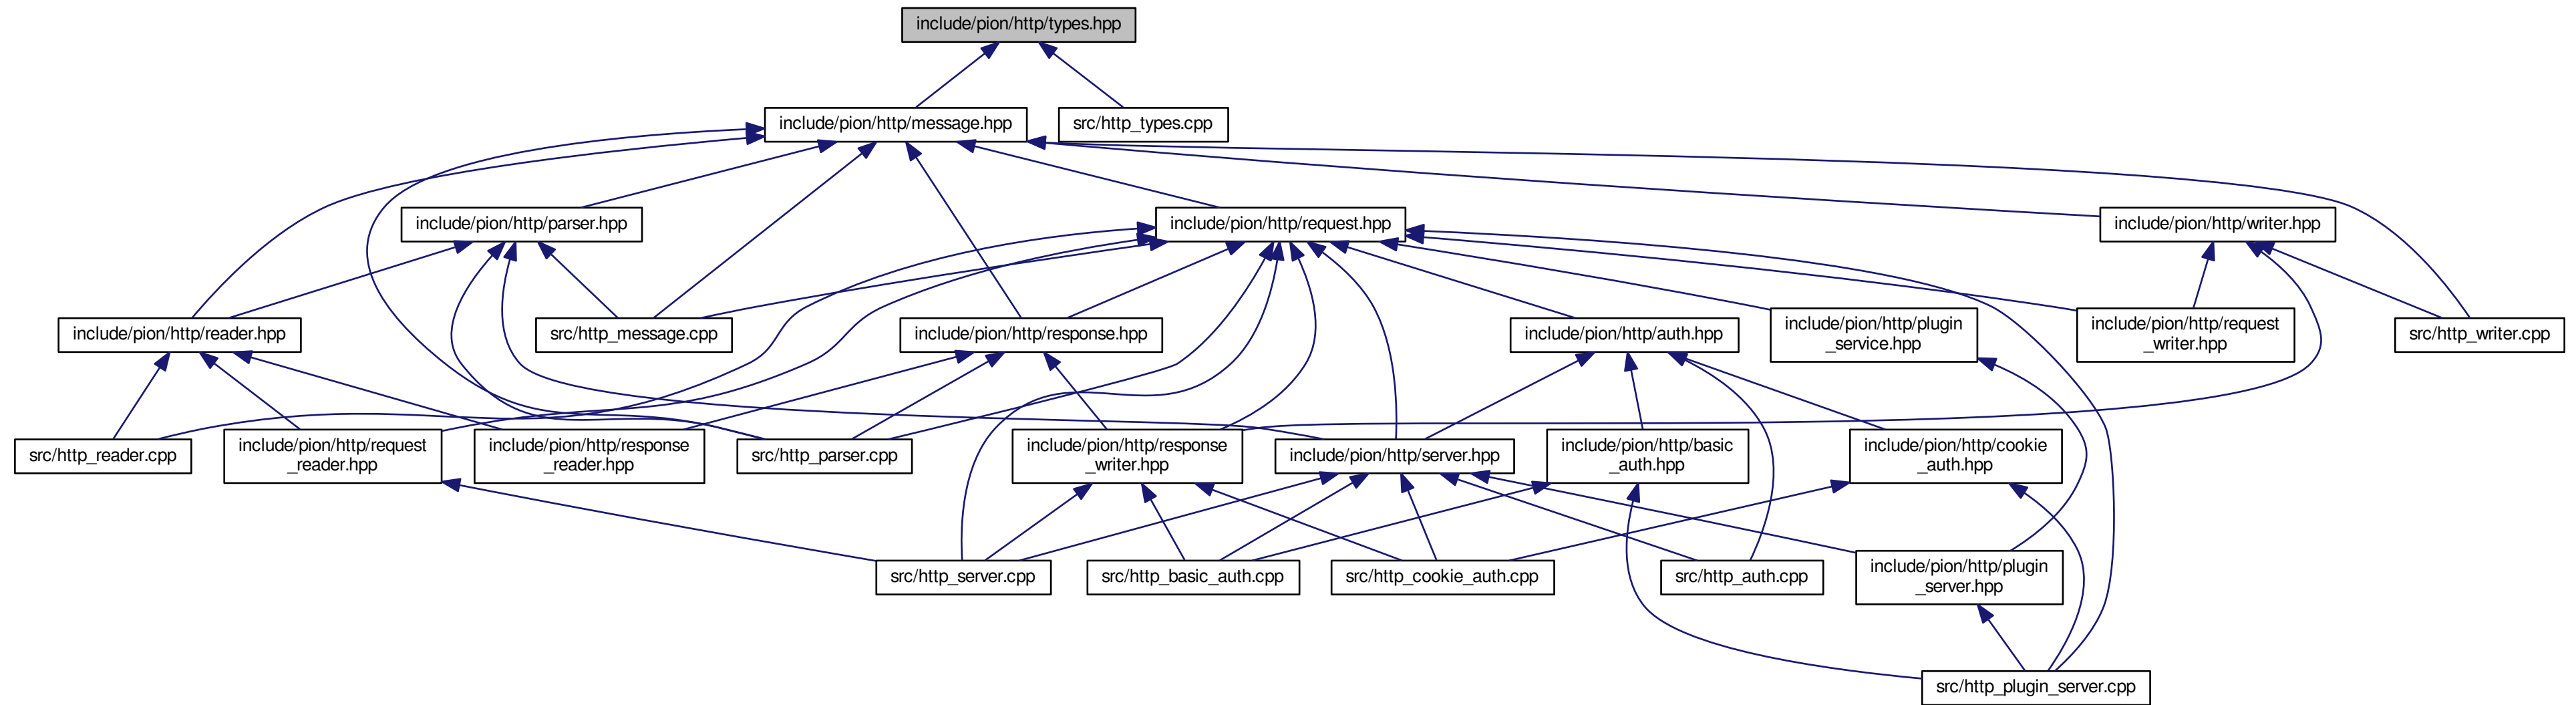 include/pion/http/types.hpp
include/pion/http/message.hpp
src/http_types.cpp
include/pion/http/parser.hpp
include/pion/http/request.hpp
include/pion/http/writer.hpp
include/pion/http/reader.hpp
src/http_message.cpp
include/pion/http/response.hpp
include/pion/http/auth.hpp
include/pion/http/plugin
_service.hpp
include/pion/http/request
_writer.hpp
src/http_writer.cpp
src/http_reader.cpp
include/pion/http/request
_reader.hpp
include/pion/http/response
_reader.hpp
src/http_parser.cpp
include/pion/http/response
_writer.hpp
include/pion/http/server.hpp
include/pion/http/basic
_auth.hpp
include/pion/http/cookie
_auth.hpp
src/http_server.cpp
src/http_basic_auth.cpp
src/http_cookie_auth.cpp
src/http_auth.cpp
include/pion/http/plugin
_server.hpp
src/http_plugin_server.cpp